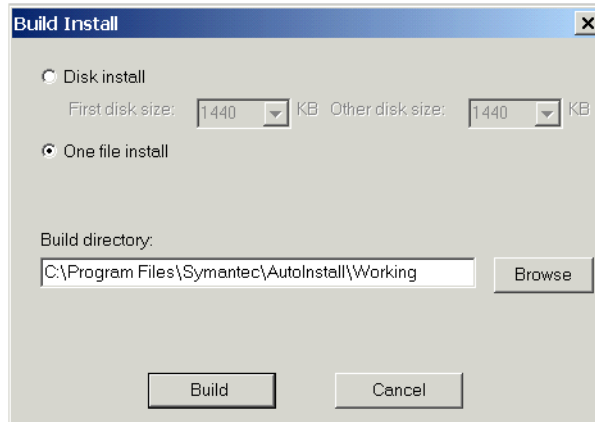 Build Install
Disk install
First disk size: 1440 KB Other disk size: 1440 KB
One file install
Build directory:
C:\Program Files\Symantec\AutoInstall\Working Browse
Build Cancel